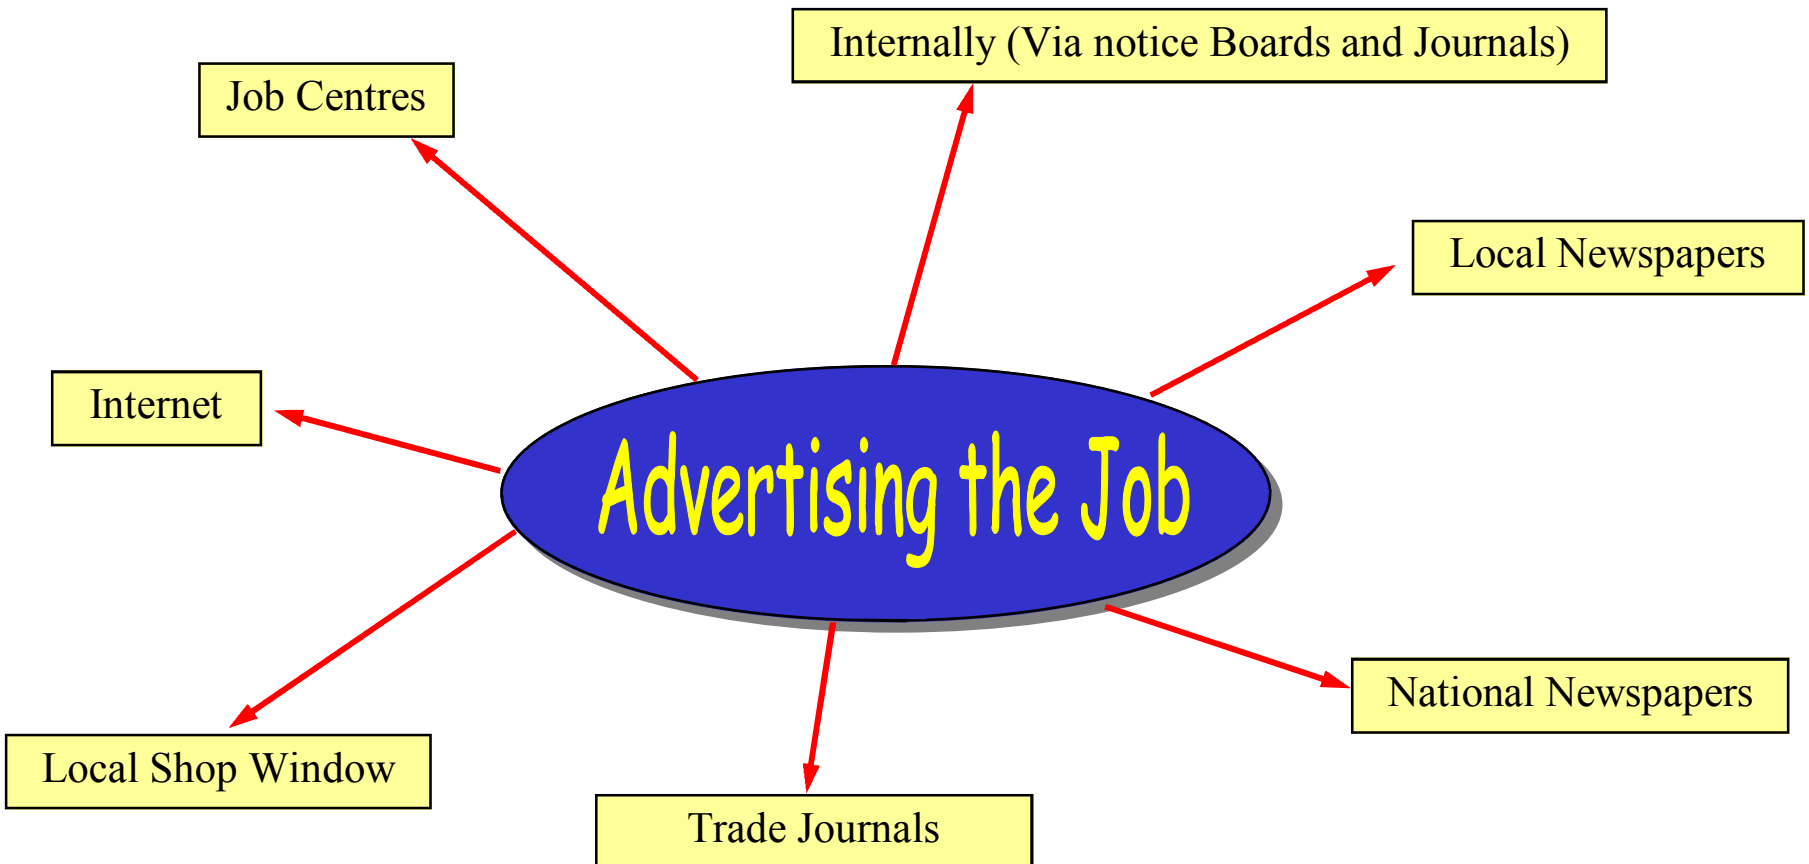 Internally (Via notice Boards and Journals)
Job Centres
Local Newspapers
Internet
Advertising the Job
National Newspapers
Local Shop Window
Trade Journals